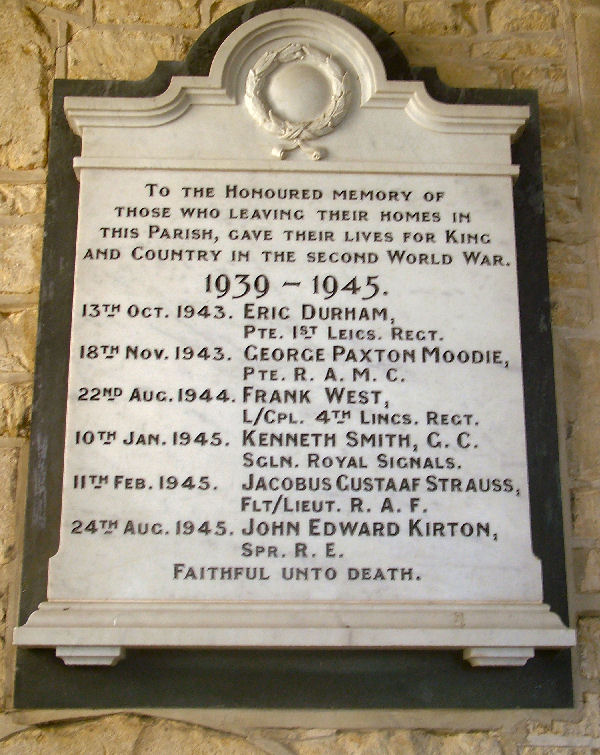 To the Honoured memory of
those who leaving their homes in
this Parish, gave their lives for King
and Country in the second World War.
1939 – 1945.
13TH Oct. 1943. Eric Durham,
Pte. 1ST Leics. Regt.
18TH Nov. 1943. George Paxton Moodie,
Pte. R. A. M. C.
22ND Aug. 1944. Frank West,
L/Cpl. 4TH Lincs. Regt.
10TH Jan. 1945. Kenneth Smith, G. C.
Sgln. Royal Signals.
11TH Feb. 1945. Jacobus Gustaaf Strauss,
Flt/Lieut. R. A. F.
24TH Aug. 1945. John Edward Kirton,
Spr. R. E.
Faithful unto death.